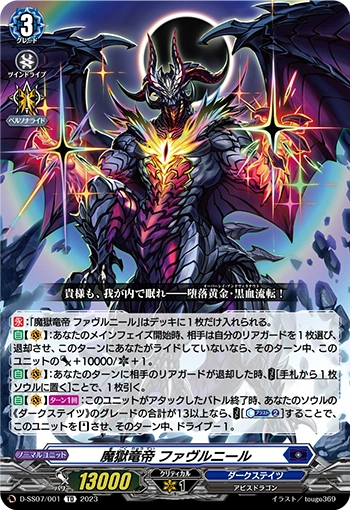 3
グレード
ツインドライブ
ペルソナライド
オーバーレイ・アンドヴァラナウト
貴様も、我が内で眠れ――堕落黄金・黒血流転!
永:「魔獄竜帝 ファヴルニール」はデッキに1枚だけ入れられる。
自【(R)】:あなたのメインフェイズ開始時、相手は自分のリアガードを1枚選び、
退却させ、このターンにあなたがライドしていないなら、そのターン中、この
ユニットの+10000/+1。
自【】:あなたのターンに相手のリアガードが退却した時、【手札から1枚
ソウルに置く】ことで、1枚引く。
自【】ターン1回:このユニットがアタックしたバトル終了時、あなたのソウルの
《ダークステイツ》のグレードの合計が13以上なら、【ブラスト(2)】することで、
このユニットを【スタンド】させ、そのターン中、ドライブ-1。
ノーマルユニット
魔獄竜帝 ファヴルニール
パワー
13000
クリティカル
1
ダークステイツ
アビスドラゴン
D-SS07/001 TD 2023
イラスト/tougo369